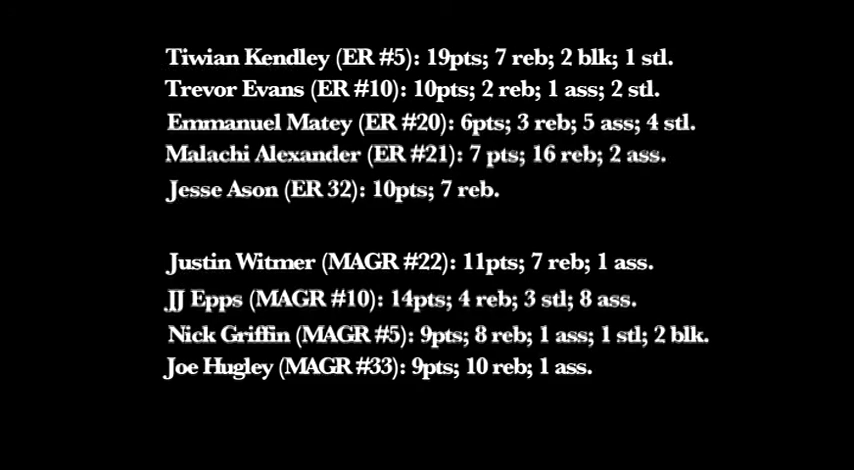 Tiwian Kendley (ER #5): 19pts; 7 reb; 2 blk; 1 stl.
Trevor Evans (ER #10): 10pts; 2 reb; 1 ass; 2 stl.
Emmanuel Matey (ER #20): 6pts; 3 reb; 5 ass; 4 stl.
Malachi Alexander (ER #21): 7 pts; 16 reb; 2 ass.
Jesse Ason (ER 32): 10pts; 7 reb.
Justin Witmer (MAGR #22): 11pts; 7 reb; 1 ass.
JJ Epps (MAGR #10): 14pts; 4 reb; 3 stl; 8 ass.
Nick Griffin (MAGR #5): 9pts; 8 reb; 1 ass; 1 stl; 2 blk.
Joe Hugley (MAGR #33): 9pts; 10 reb; 1 ass.